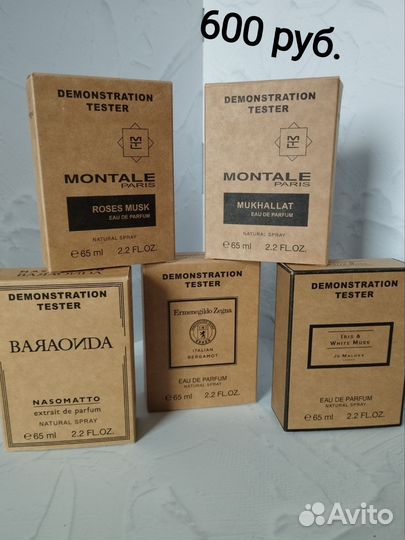 600 руб.
DEMONSTRATION
TESTER
MONTALE
PARIS
ROSES MUSK
EAU DE PARFUM
NATURAL SPRAY
℮ 65 ml 2.2 FL.OZ.
DEMONSTRATION
TESTER
MONTALE
PARIS
MUKHALLAT
EAU DE PARFUM
NATURAL SPRAY
℮ 65 ml 2.2 FL.OZ.
BARAONDA
DEMONSTRATION
TESTER
BARAONDA
NASOMATTO
extrait de parfum
NATURAL SPRAY
℮ 65 ml 2.2 FL.OZ.
DEMONSTRATION
TESTER
Ermenegildo Zegna
ITALIAN
BERGAMOT
EAU DE PARFUM
NATURAL SPRAY
℮ 65 ml 2.2 FL.OZ.
DEMONSTRATION
TESTER
IRIS &
WHITE MUSK
JO MALONE
EAU DE PARFUM
NATURAL SPRAY
℮ 65 ml 2.2 FL.OZ.
Avito